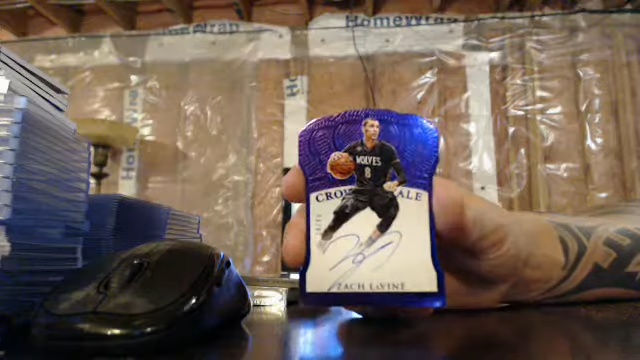 HomeWrap
HomeWrap
WOLVES
8
CROWN ROYALE
ZACH LaVINE